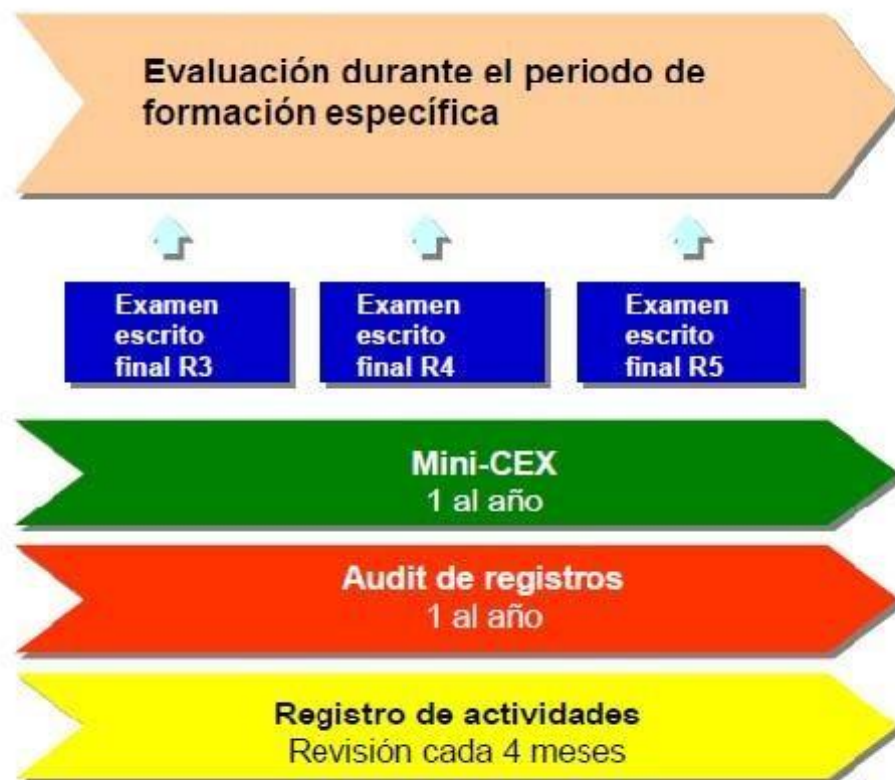 Evaluación durante el periodo de
formación específica
Examen
escrito
final R3
Examen
escrito
final R4
Examen
escrito
final R5
Mini-CEX
1 al año
Audit de registros
1 al año
Registro de actividades
Revisión cada 4 meses